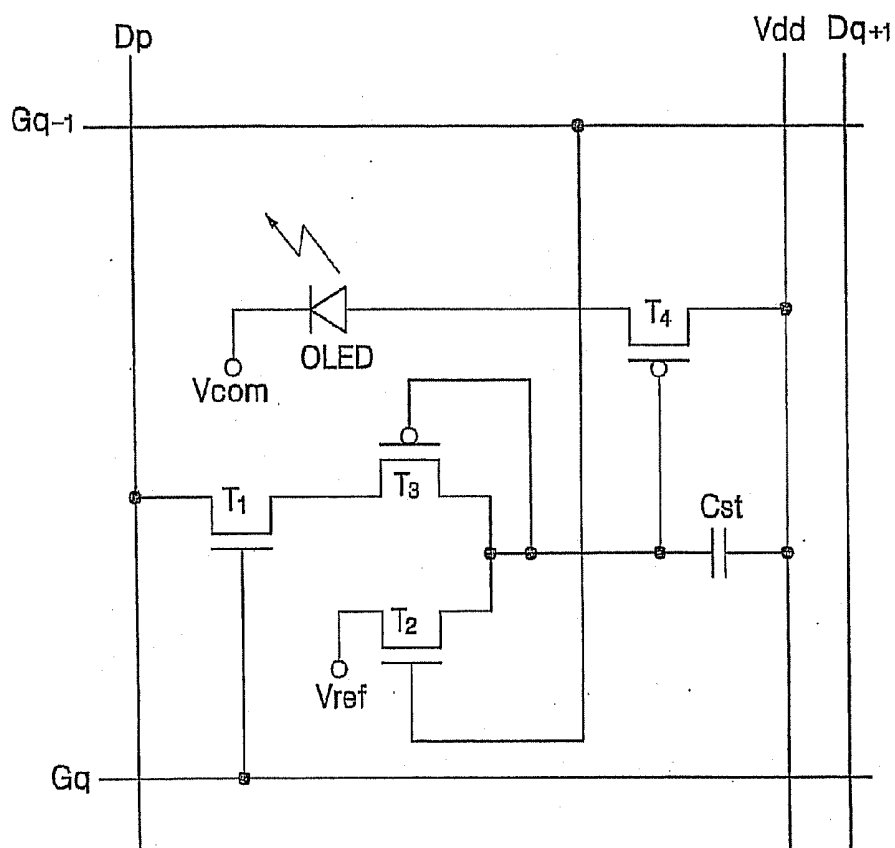 Dp
Vdd
Dq+1
Gq-1
T4
OLED
Vcom
T1
T3
Cst
T2
Vref
Gq